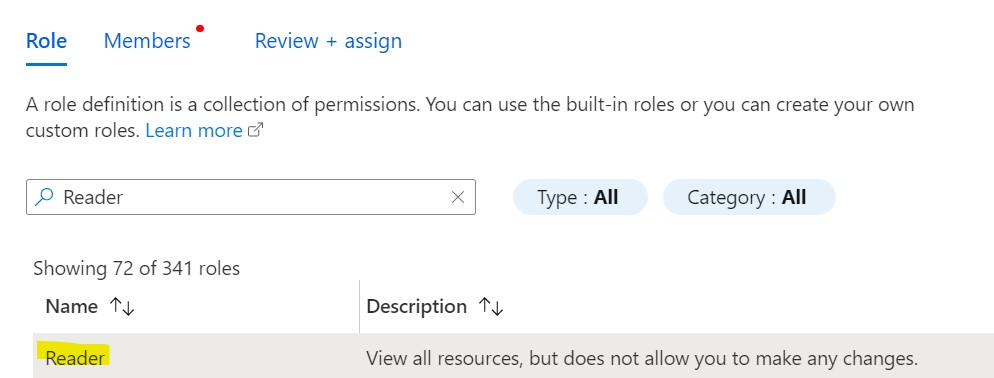 Role Members Review + assign
A role definition is a collection of permissions. You can use the built-in roles or you can create your own
custom roles. Learn more
Reader Type : All Category : All
Showing 72 of 341 roles
Name Description
Reader View all resources, but does not allow you to make any changes.